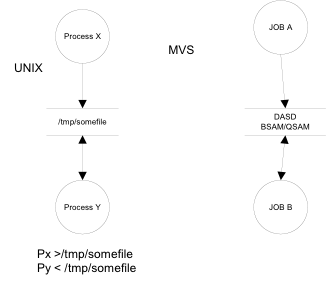 Process X
JOB A
MVS
UNIX
/tmp/somefile
DASD
BSAM/QSAM
Process Y
JOB B
Px >/tmp/somefile
Py < /tmp/somefile